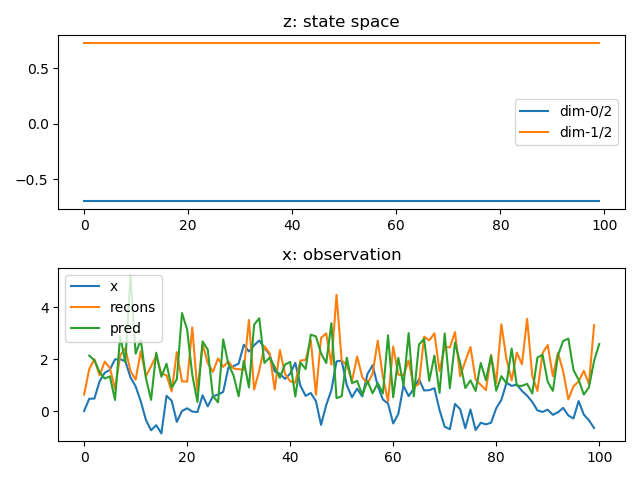 z: state space
0.5
0.0
−0.5
dim-0/2
dim-1/2
0 20 40 60 80 100
x: observation
4
2
0
x
recons
pred
0 20 40 60 80 100